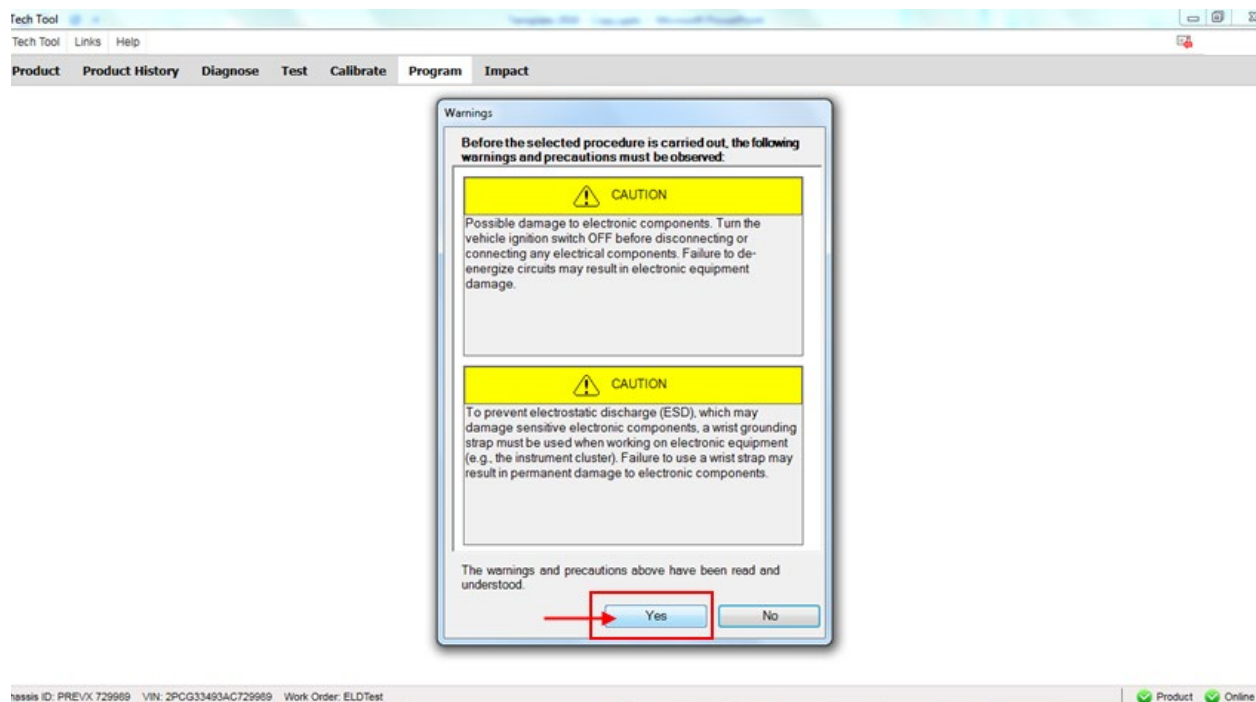 Tech Tool
Tech Tool Links Help
Product Product History Diagnose Test Calibrate Program Impact
Warnings
Before the selected procedure is carried out, the following
warnings and precautions must be observed:
CAUTION
Possible damage to electronic components. Turn the
vehicle ignition switch OFF before disconnecting or
connecting any electrical components. Failure to de-
energize circuits may result in electronic equipment
damage.
CAUTION
To prevent electrostatic discharge (ESD), which may
damage sensitive electronic components, a wrist grounding
strap must be used when working on electronic equipment
(e.g., the instrument cluster). Failure to use a wrist strap may
result in permanent damage to electronic components.
The warnings and precautions above have been read and
understood.
Yes No
hassis ID: PREVX 729989 VIN: 2PCG33493AC729989 Work Order: ELDTest Product Online